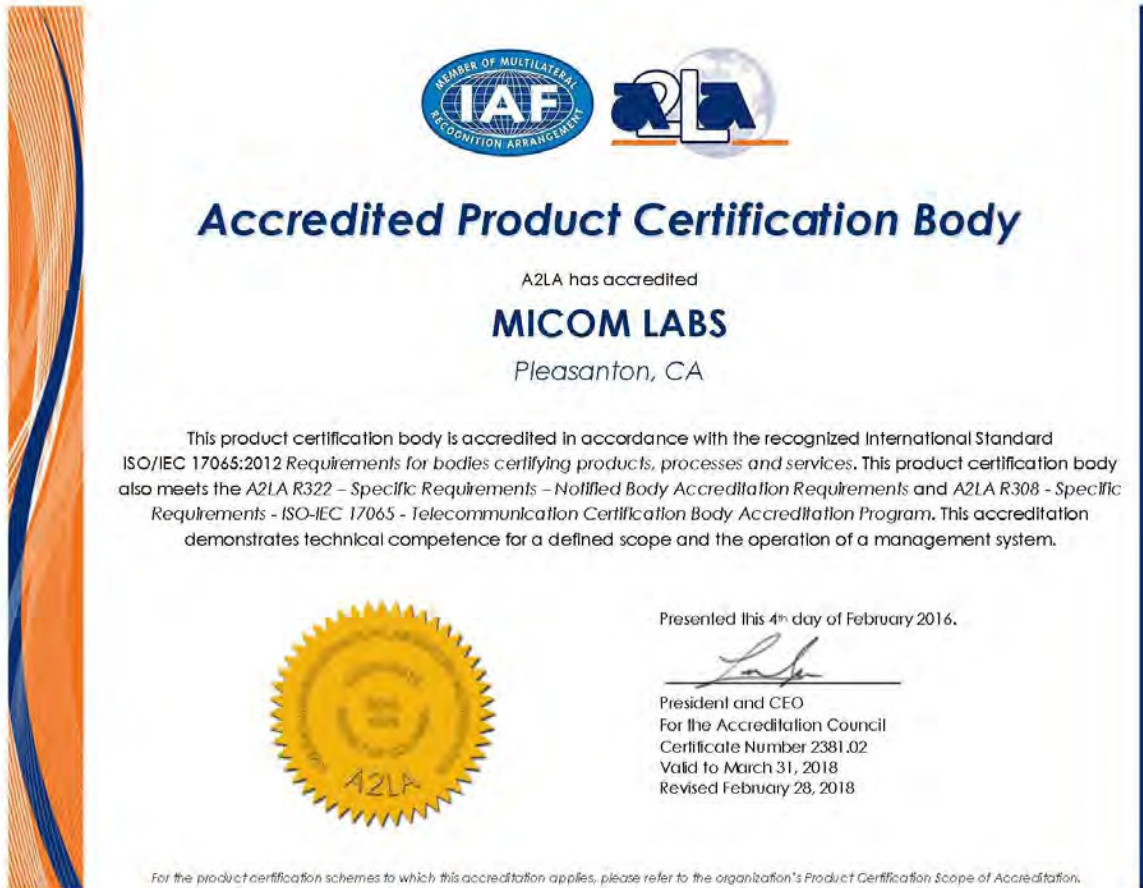 MEMBER OF MULTILATERAL
IAF
RECOGNITION ARRANGEMENT
a2La
Accredited Product Certification Body
A2LA has accredited
MICOM LABS
Pleasanton, CA
This product certification body is accredited in accordance with the recognized International Standard
ISO/IEC 17065:2012 Requirements for bodies certifying products, processes and services. This product certification body
also meets the A2LA R322 – Specific Requirements – Notified Body Accreditation Requirements and A2LA R308 - Specific
Requirements - ISO-IEC 17065 - Telecommunication Certification Body Accreditation Program. This accreditation
demonstrates technical competence for a defined scope and the operation of a management system.
A2LA
Presented this 4th day of February 2016.
President and CEO
For the Accreditation Council
Certificate Number 2381.02
Valid to March 31, 2018
Revised February 28, 2018
For the product certification schemes to which this accreditation applies, please refer to the organization's Product Certification Scope of Accreditation.